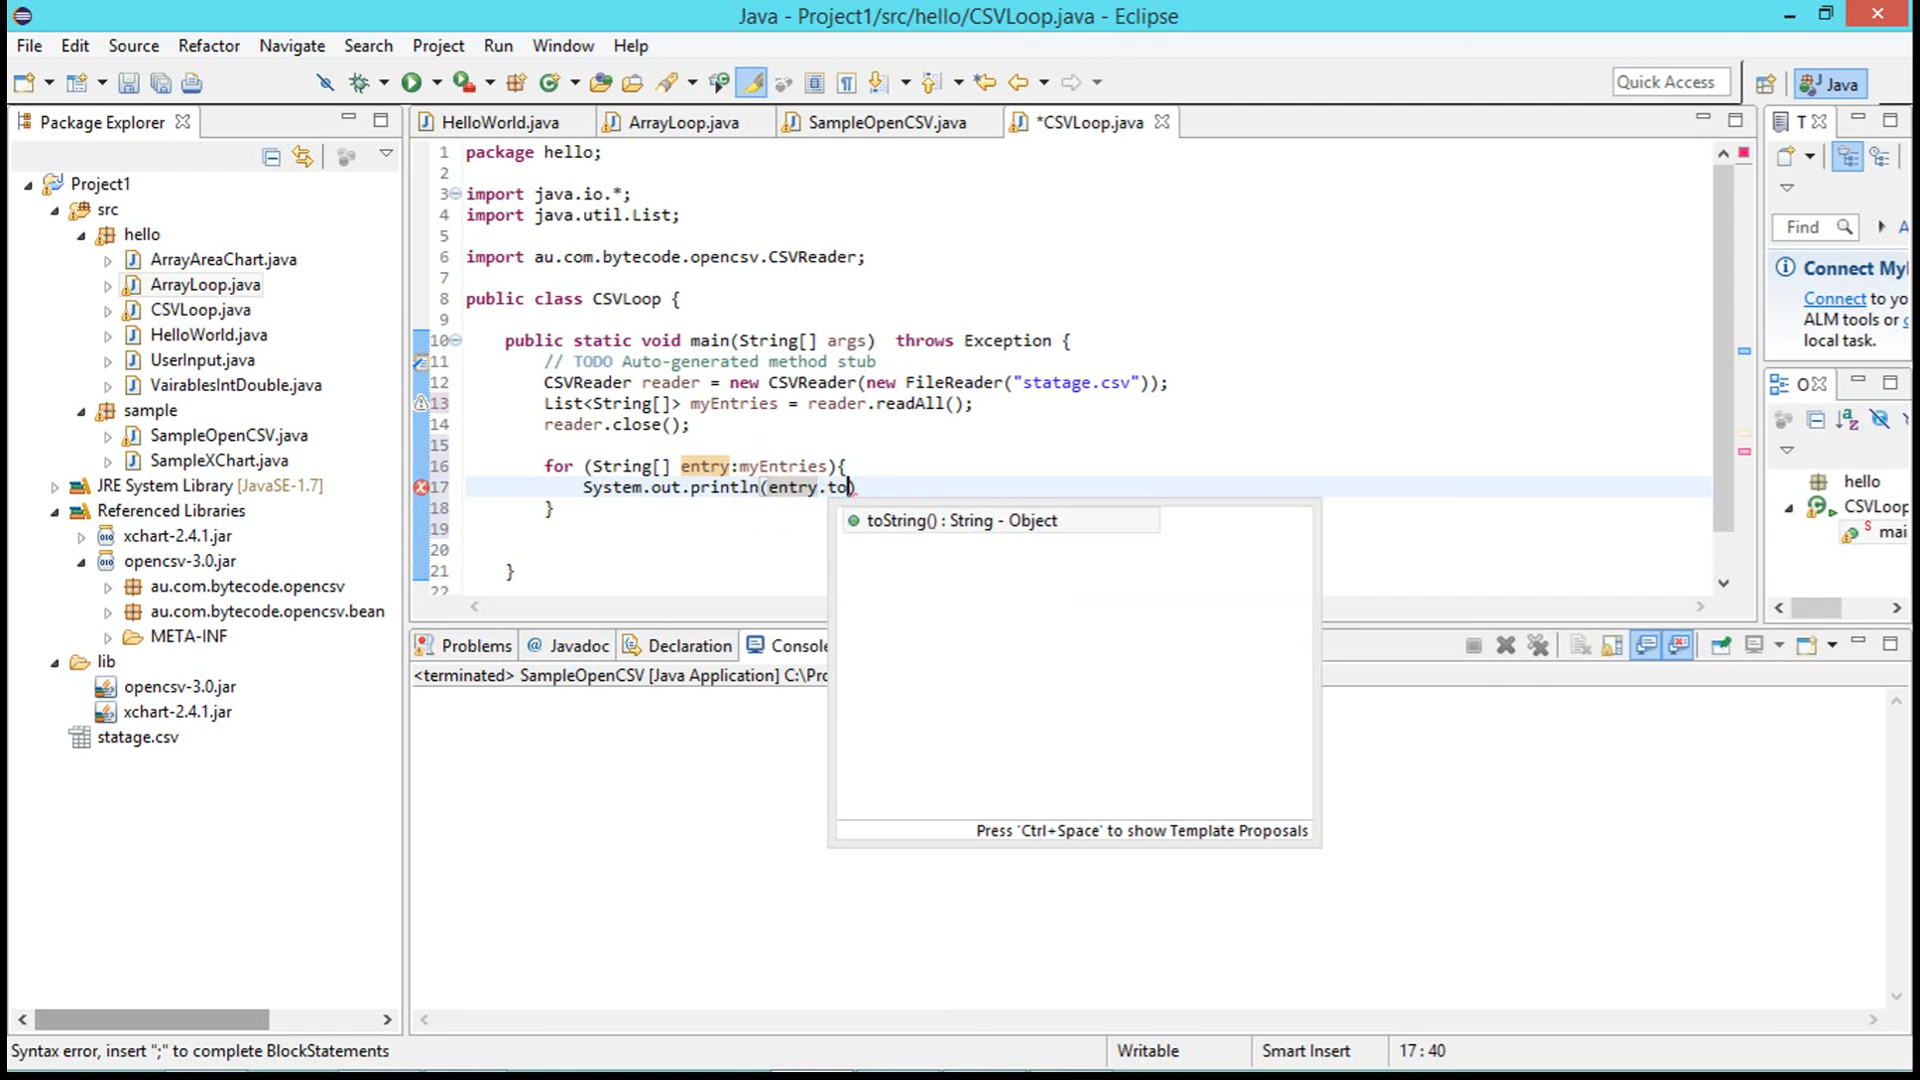 Java - Project1/src/hello/CSVLoop.java - Eclipse
File Edit Source Refactor Navigate Search Project Run Window Help
Quick Access
Java
Package Explorer
HelloWorld.java ArrayLoop.java SampleOpenCSV.java *CSVLoop.java
T
Project1
src
hello
ArrayAreaChart.java
ArrayLoop.java
CSVLoop.java
HelloWorld.java
UserInput.java
VairablesIntDouble.java
sample
SampleOpenCSV.java
SampleXChart.java
JRE System Library [JavaSE-1.7]
Referenced Libraries
xchart-2.4.1.jar
opencsv-3.0.jar
au.com.bytecode.opencsv
au.com.bytecode.opencsv.bean
META-INF
lib
opencsv-3.0.jar
xchart-2.4.1.jar
statage.csv
1 package hello;
2
3 import java.io.*;
4 import java.util.List;
5
6 import au.com.bytecode.opencsv.CSVReader;
7
8 public class CSVLoop {
9
10 public static void main(String[] args) throws Exception {
11 // TODO Auto-generated method stub
12 CSVReader reader = new CSVReader(new FileReader("statage.csv"));
13 List<String[]> myEntries = reader.readAll();
14 reader.close();
15
16 for (String[] entry:myEntries){
17 System.out.println(entry.to)
18 }
19
20
21 }
22
toString() : String - Object
Press 'Ctrl+Space' to show Template Proposals
Find A
Connect Myl
Connect to yo
ALM tools or c
local task.
O
hello
CSVLoop
S
mai
Problems @ Javadoc Declaration Console
<terminated> SampleOpenCSV [Java Application] C:\Pro
Syntax error, insert ";" to complete BlockStatements
Writable
Smart Insert
17 : 40